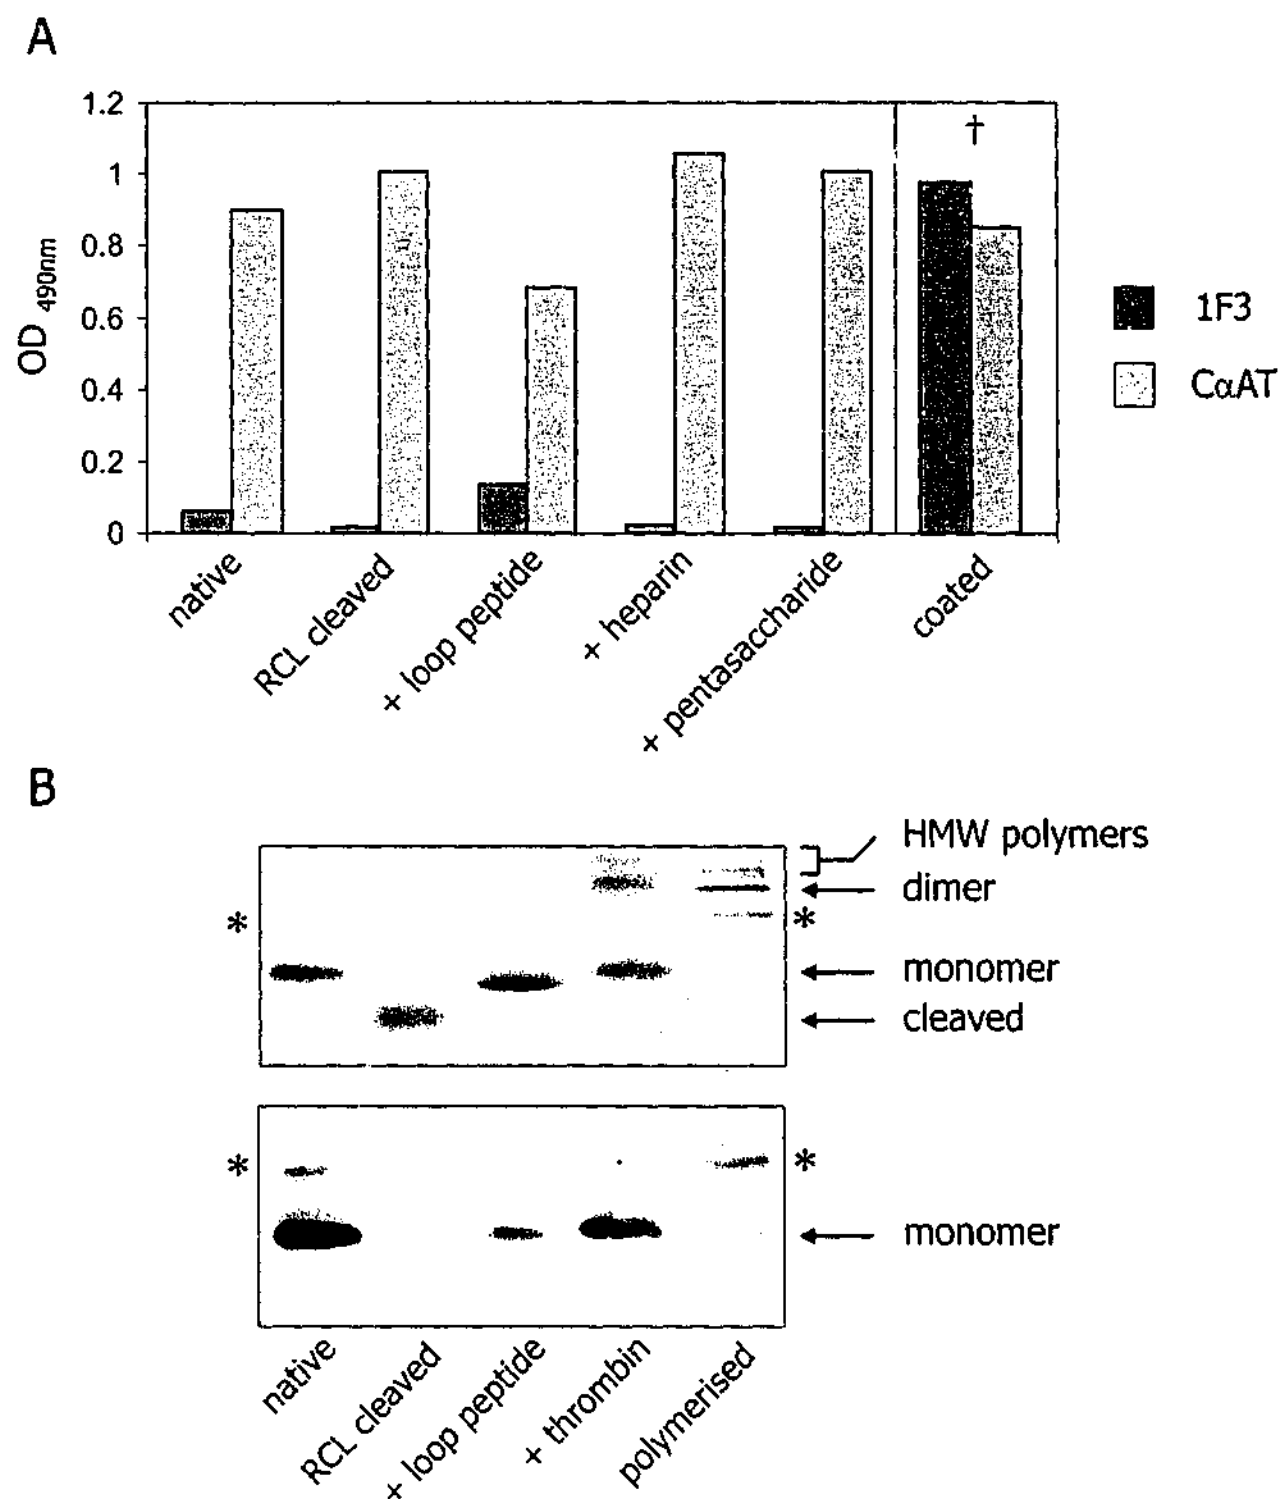 A
1.2
1
0.8
0.6
0.4
0.2
0
OD 490nm
†
1F3
CαAT
native
RCL cleaved
+ loop peptide
+ heparin
+ pentasaccharide
coated
B
HMW polymers
dimer
* *
monomer
cleaved
* *
monomer
native
RCL cleaved
+ loop peptide
+ thrombin
polymerised